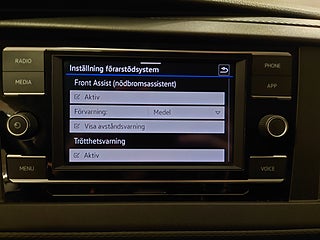 RADIO
MEDIA
MENU
Inställning förarstödsystem
Front Assist (nödbromsassistent)
Aktiv
Förvarning: Medel
Visa avståndsvarning
Trötthetsvarning
Aktiv
PHONE
APP
VOICE